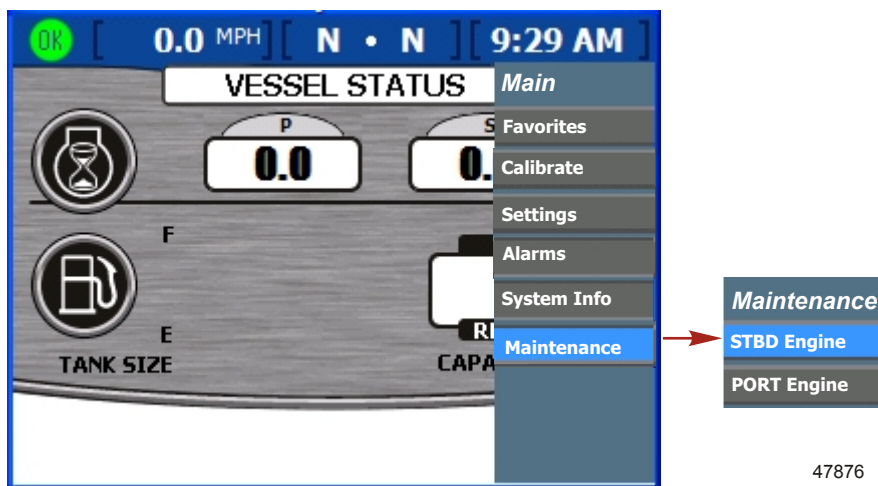 OK [ 0.0 MPH ] [ N • N ] [ 9:29 AM ]
VESSEL STATUS
Main
P
S
Favorites
0.0
0.
Calibrate
Settings
F
Alarms
System Info
Maintenance
E
TANK SIZE
Maintenance
STBD Engine
PORT Engine
47876